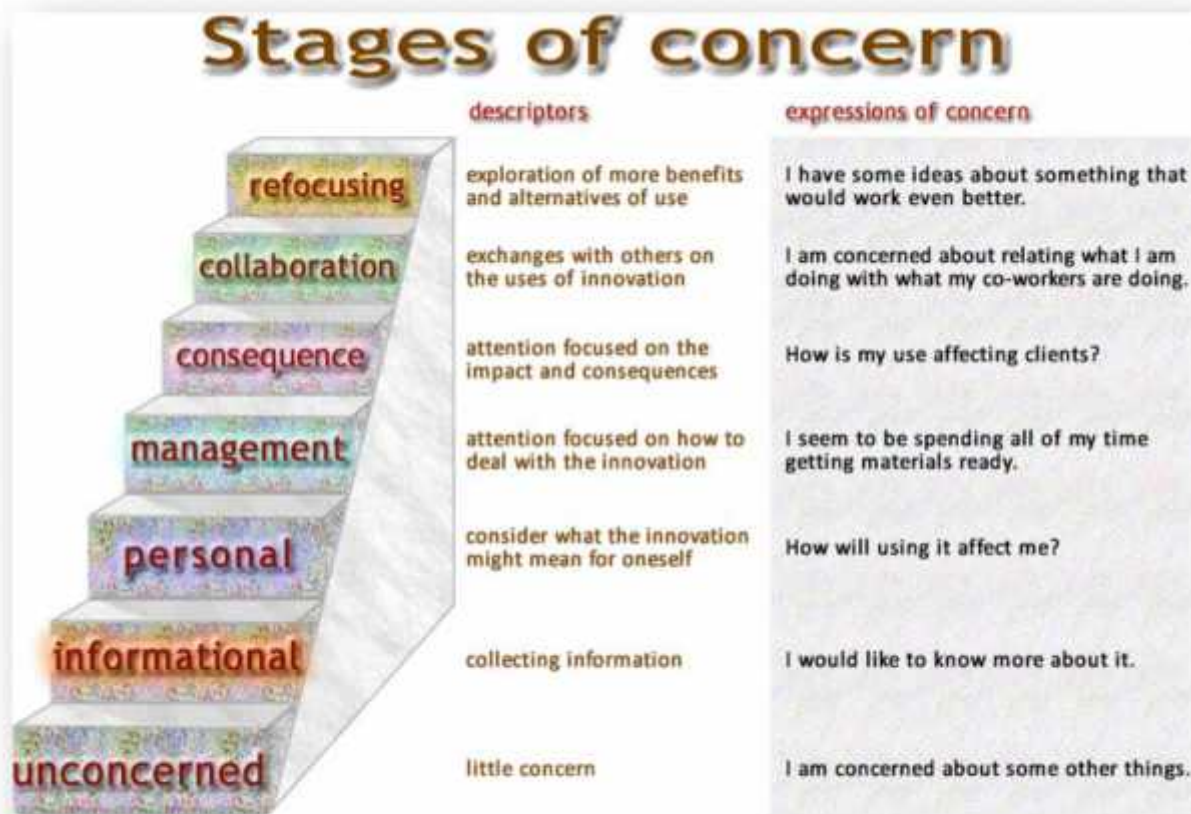 Stages of concern
descriptors
expressions of concern
refocusing
exploration of more benefits
and alternatives of use
I have some ideas about something that
would work even better.
collaboration
exchanges with others on
the uses of innovation
I am concerned about relating what I am
doing with what my co-workers are doing.
consequence
attention focused on the
impact and consequences
How is my use affecting clients?
management
attention focused on how to
deal with the innovation
I seem to be spending all of my time
getting materials ready.
personal
consider what the innovation
might mean for oneself
How will using it affect me?
informational
collecting information
I would like to know more about it.
unconcerned
little concern
I am concerned about some other things.